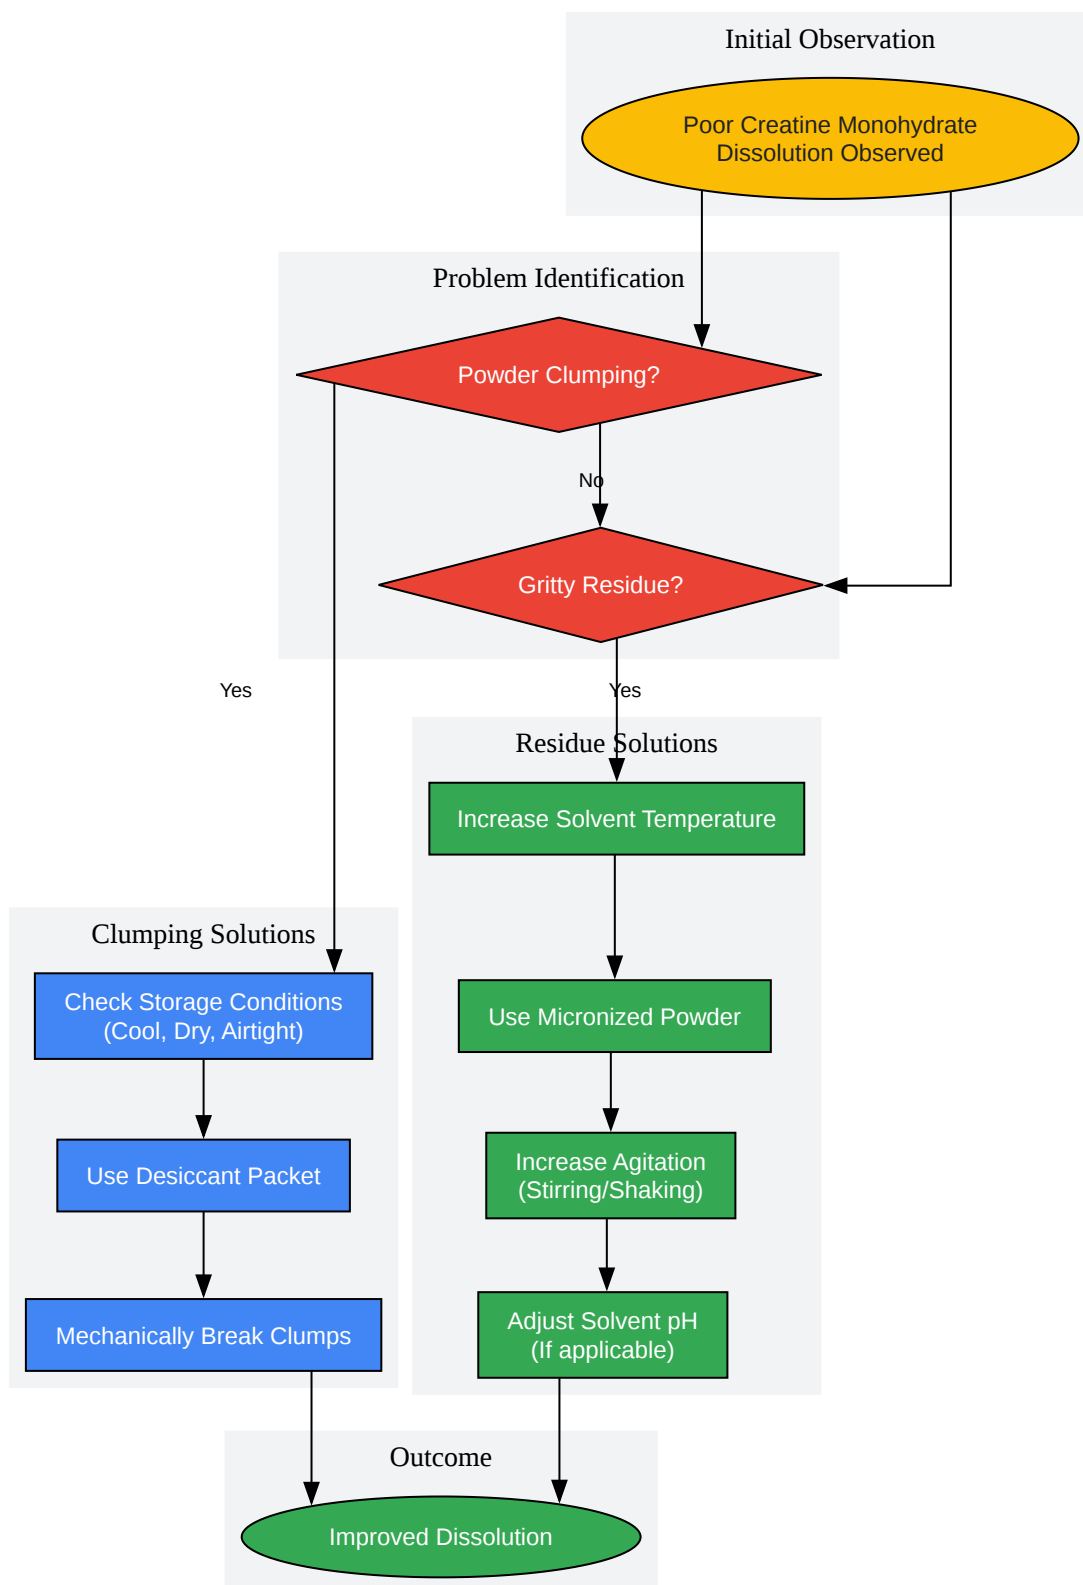 Initial Observation
Poor Creatine Monohydrate
Dissolution Observed
Problem Identification
Powder Clumping?
No
Gritty Residue?
Yes
Yes
Residue Solutions
Increase Solvent Temperature
Clumping Solutions
Check Storage Conditions
(Cool, Dry, Airtight)
Use Micronized Powder
Use Desiccant Packet
Increase Agitation
(Stirring/Shaking)
Mechanically Break Clumps
Adjust Solvent pH
(If applicable)
Outcome
Improved Dissolution